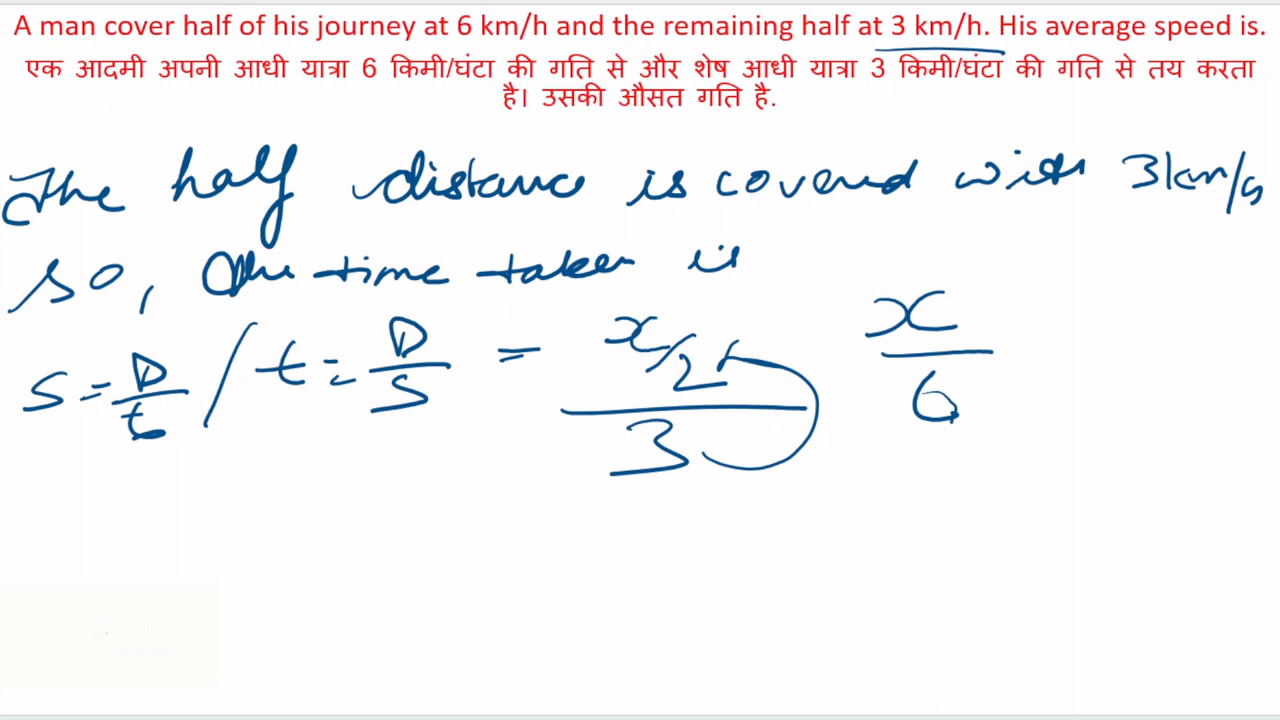 A man cover half of his journey at 6 km/h and the remaining half at 3 km/h. His average speed is.
एक आदमी अपनी आधी यात्रा 6 किमी/घंटा की गति से और शेष आधी यात्रा 3 किमी/घंटा की गति से तय करता
है। उसकी औसत गति है.
The half distance is covered with 3km/h
so, the time taken is
S = D/t / t = D/S = x/2/3 x/6